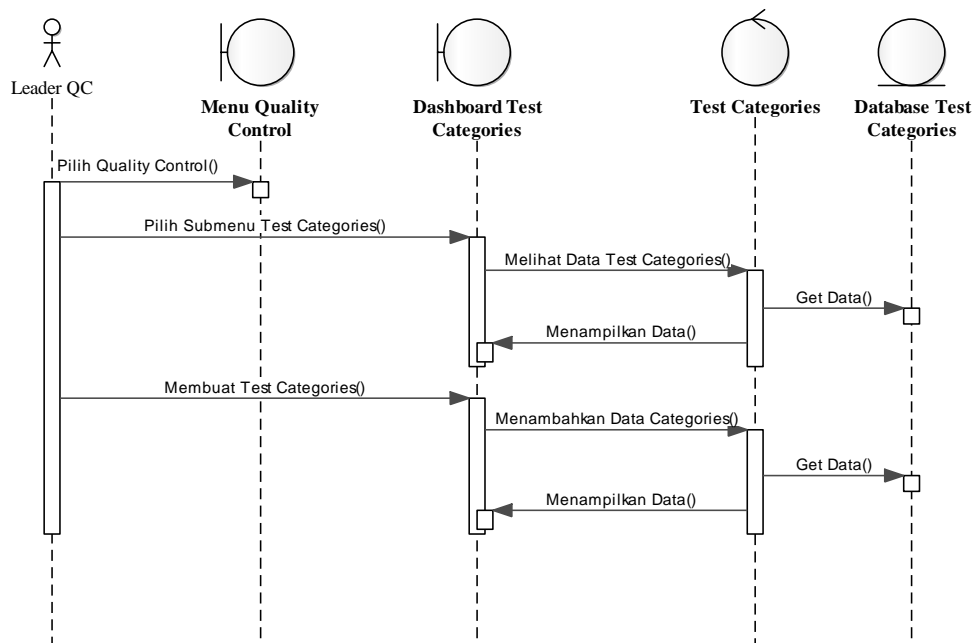 Leader QC
Menu Quality
Control
Dashboard Test
Categories
Test Categories
Database Test
Categories
Pilih Quality Control()
Pilih Submenu Test Categories()
Melihat Data Test Categories()
Get Data()
Menampilkan Data()
Membuat Test Categories()
Menambahkan Data Categories()
Get Data()
Menampilkan Data()